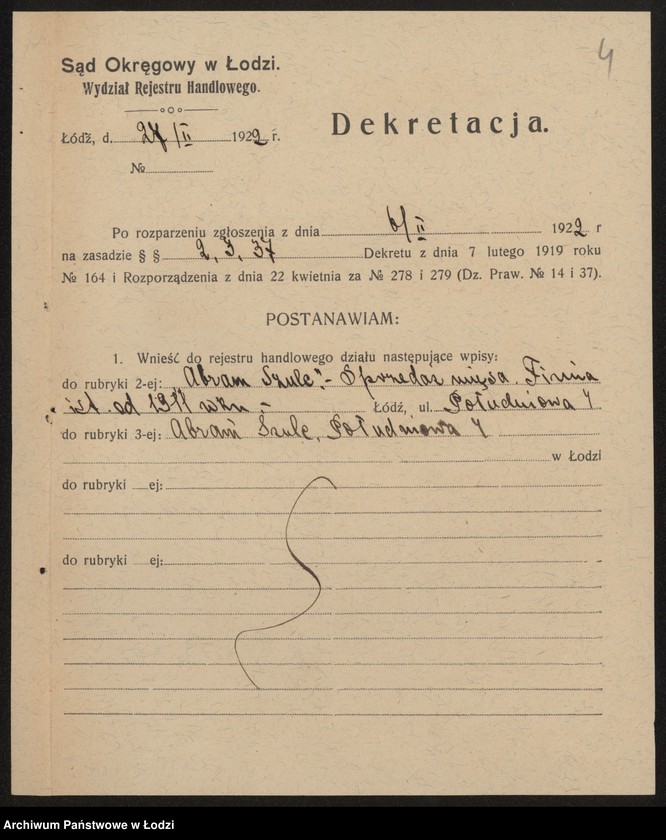 4
Sąd Okręgowy w Łodzi.
Wydział Rejestru Handlowego.
Dekretacja.
Łódź, d. 27/II 1922 r.
№
Po rozparzeniu zgłoszenia z dnia 6/II 1922 r
na zasadzie § § 2, 3, 37 Dekretu z dnia 7 lutego 1919 roku
№ 164 i Rozporządzenia z dnia 22 kwietnia za № 278 i 279 (Dz. Praw. № 14 i 37).
POSTANAWIAM:
1. Wnieść do rejestru handlowego działu następujące wpisy:
do rubryki 2-ej: Abram Szulc".- Sprzedaż mięsa. Firma
ist. od 1911 roku.- Łódź, ul. Południowa 4
do rubryki 3-ej: Abram Szulc, Południowa 4
w Łodzi
do rubryki ej:
do rubryki ej:
Archiwum Państwowe w Łodzi